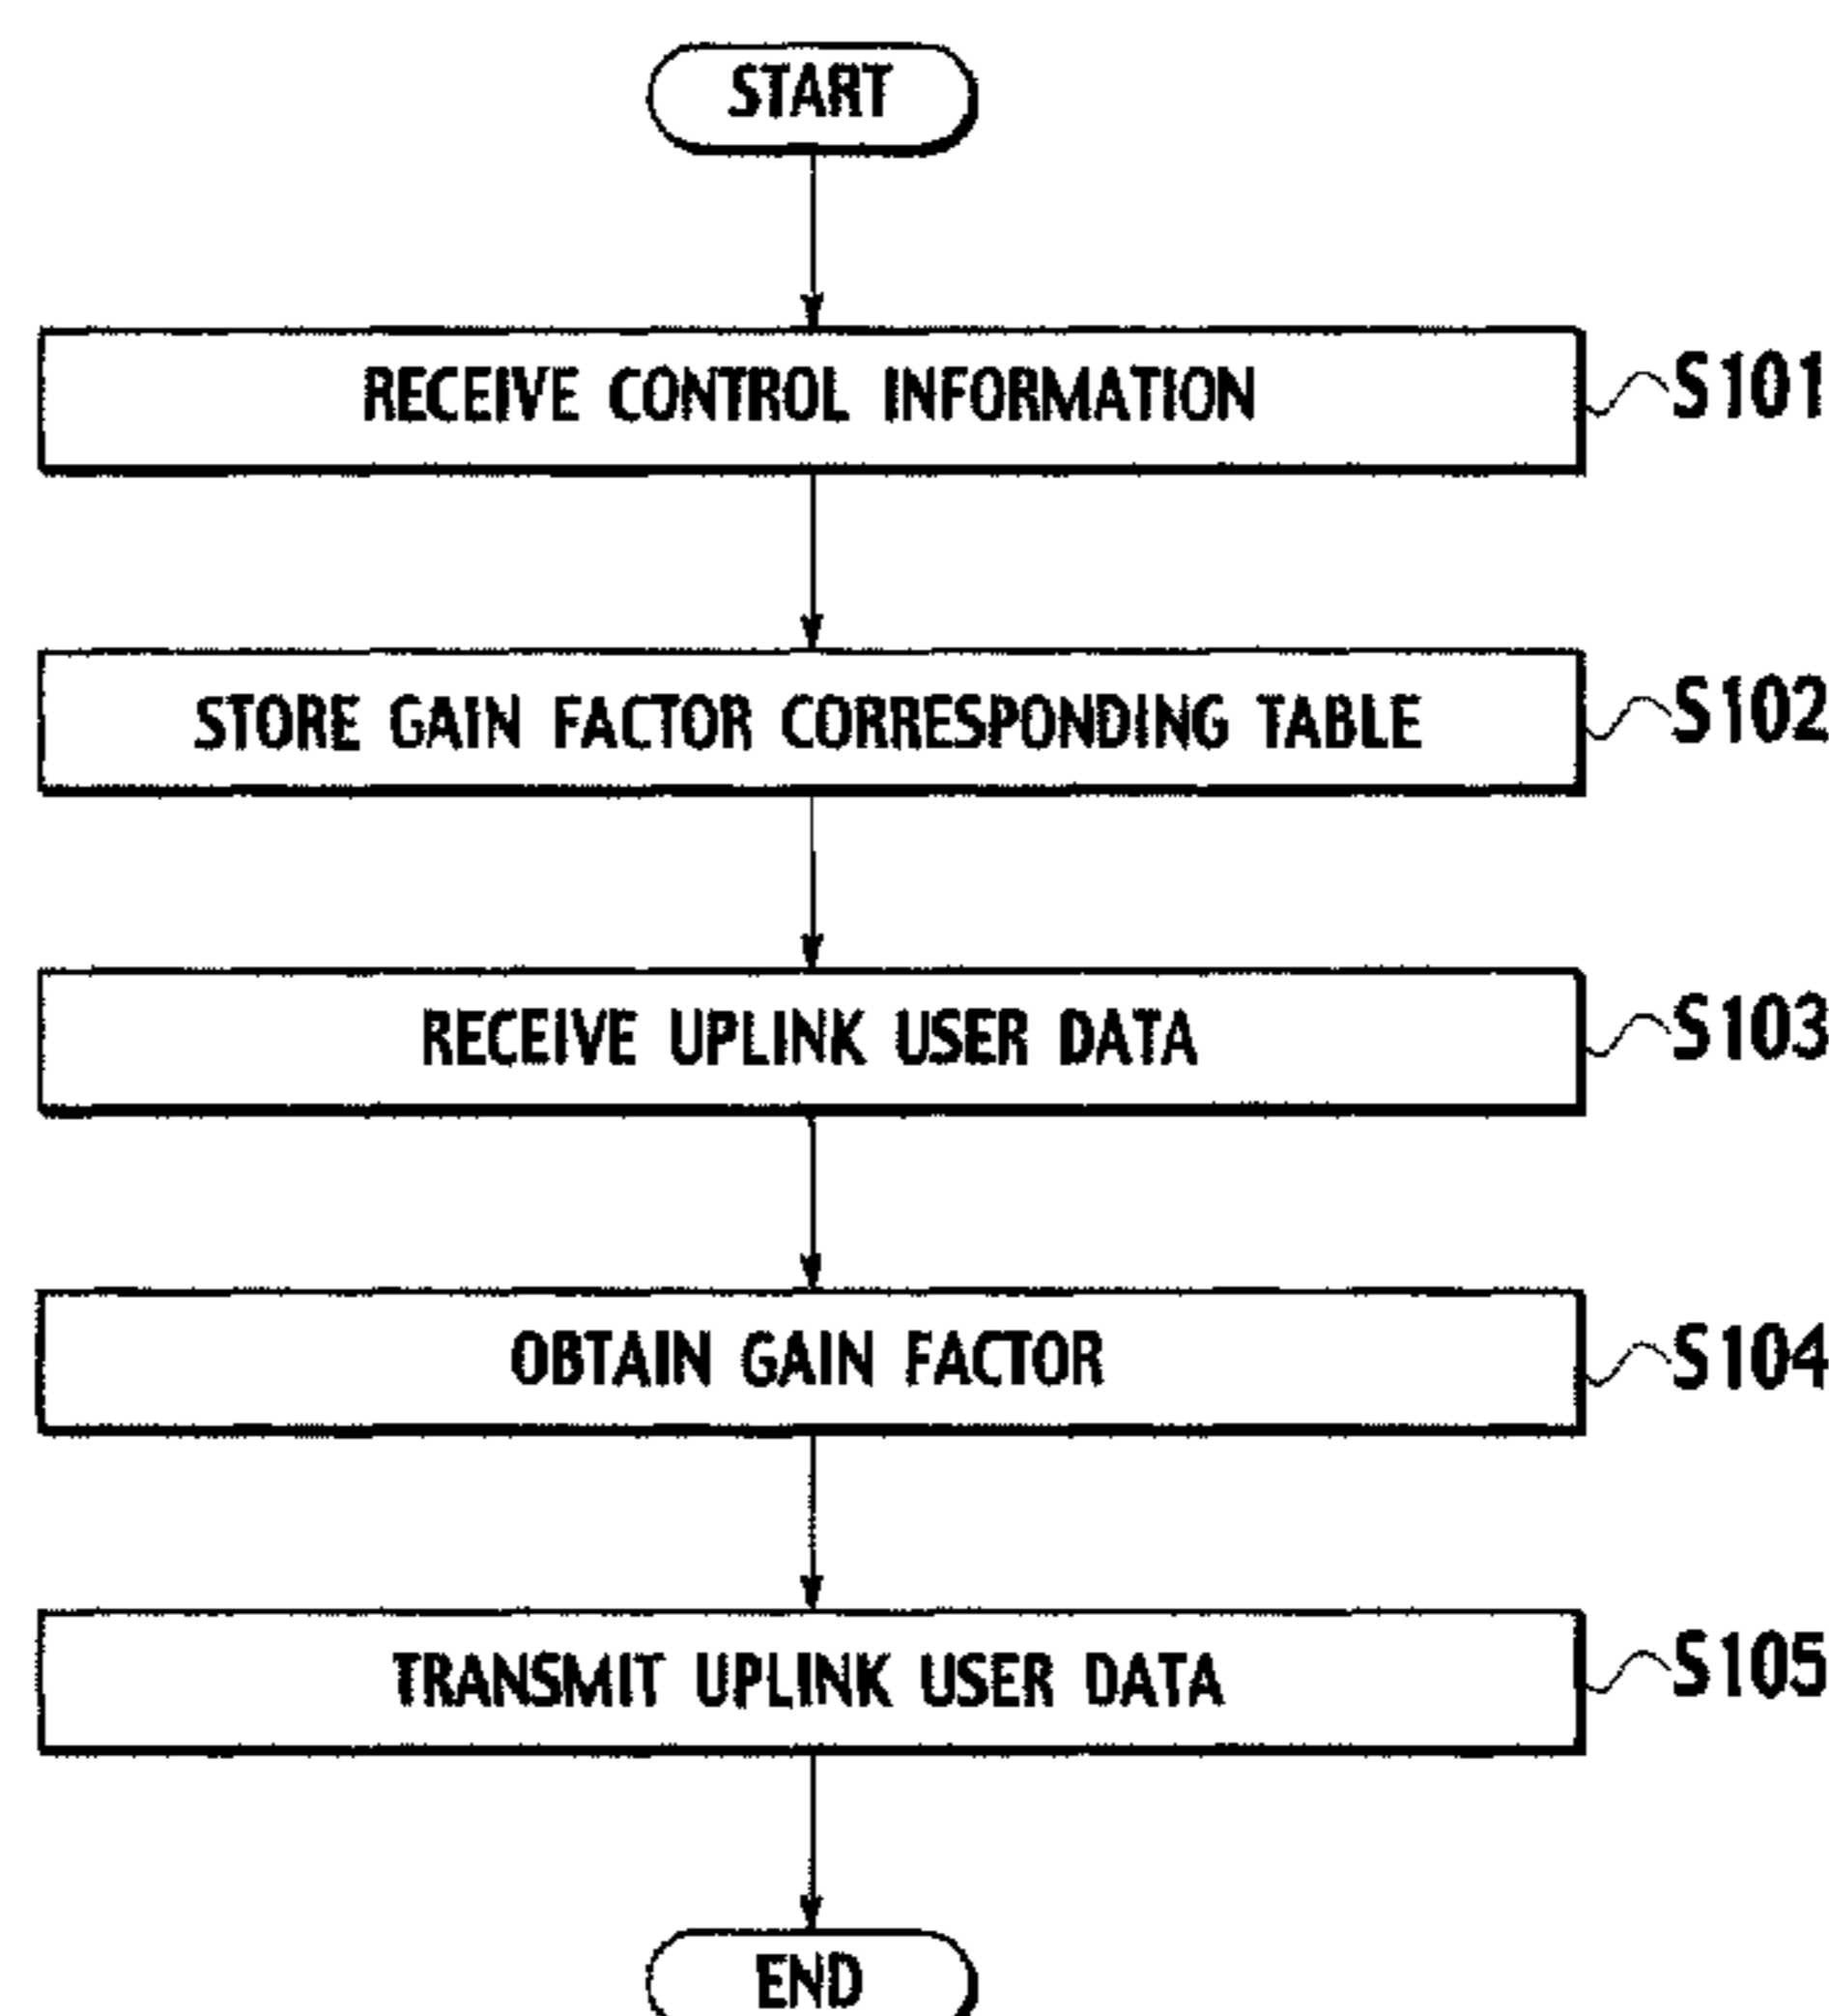 START
RECEIVE CONTROL INFORMATION
S101
STORE GAIN FACTOR CORRESPONDING TABLE
S102
RECEIVE UPLINK USER DATA
S103
OBTAIN GAIN FACTOR
S104
TRANSMIT UPLINK USER DATA
S105
END